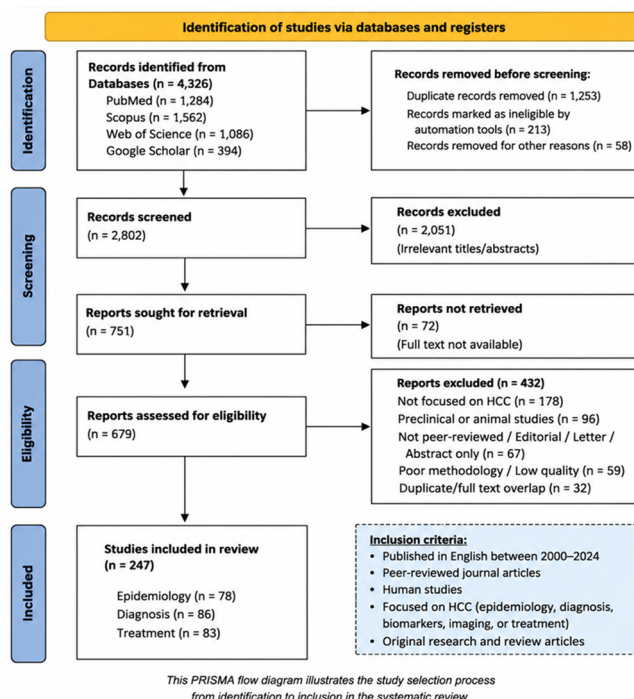 Identification of studies via databases and registers
Identification
Records identified from
Databases (n = 4,326)
PubMed (n = 1,284)
Scopus (n = 1,562)
Web of Science (n = 1,086)
Google Scholar (n = 394)
Records removed before screening:
Duplicate records removed (n = 1,253)
Records marked as ineligible by
automation tools (n = 213)
Records removed for other reasons (n = 58)
Screening
Records screened
(n = 2,802)
Records excluded
(n = 2,051)
(Irrelevant titles/abstracts)
Reports sought for retrieval
(n = 751)
Reports not retrieved
(n = 72)
(Full text not available)
Eligibility
Reports assessed for eligibility
(n = 679)
Reports excluded (n = 432)
Not focused on HCC (n = 178)
Preclinical or animal studies (n = 96)
Not peer-reviewed / Editorial / Letter /
Abstract only (n = 67)
Poor methodology / Low quality (n = 59)
Duplicate/full text overlap (n = 32)
Included
Studies included in review
(n = 247)
Epidemiology (n = 78)
Diagnosis (n = 86)
Treatment (n = 83)
Inclusion criteria:
• Published in English between 2000–2024
• Peer-reviewed journal articles
• Human studies
• Focused on HCC (epidemiology, diagnosis,
biomarkers, imaging, or treatment)
• Original research and review articles
This PRISMA flow diagram illustrates the study selection process
from identification to inclusion in the systematic review